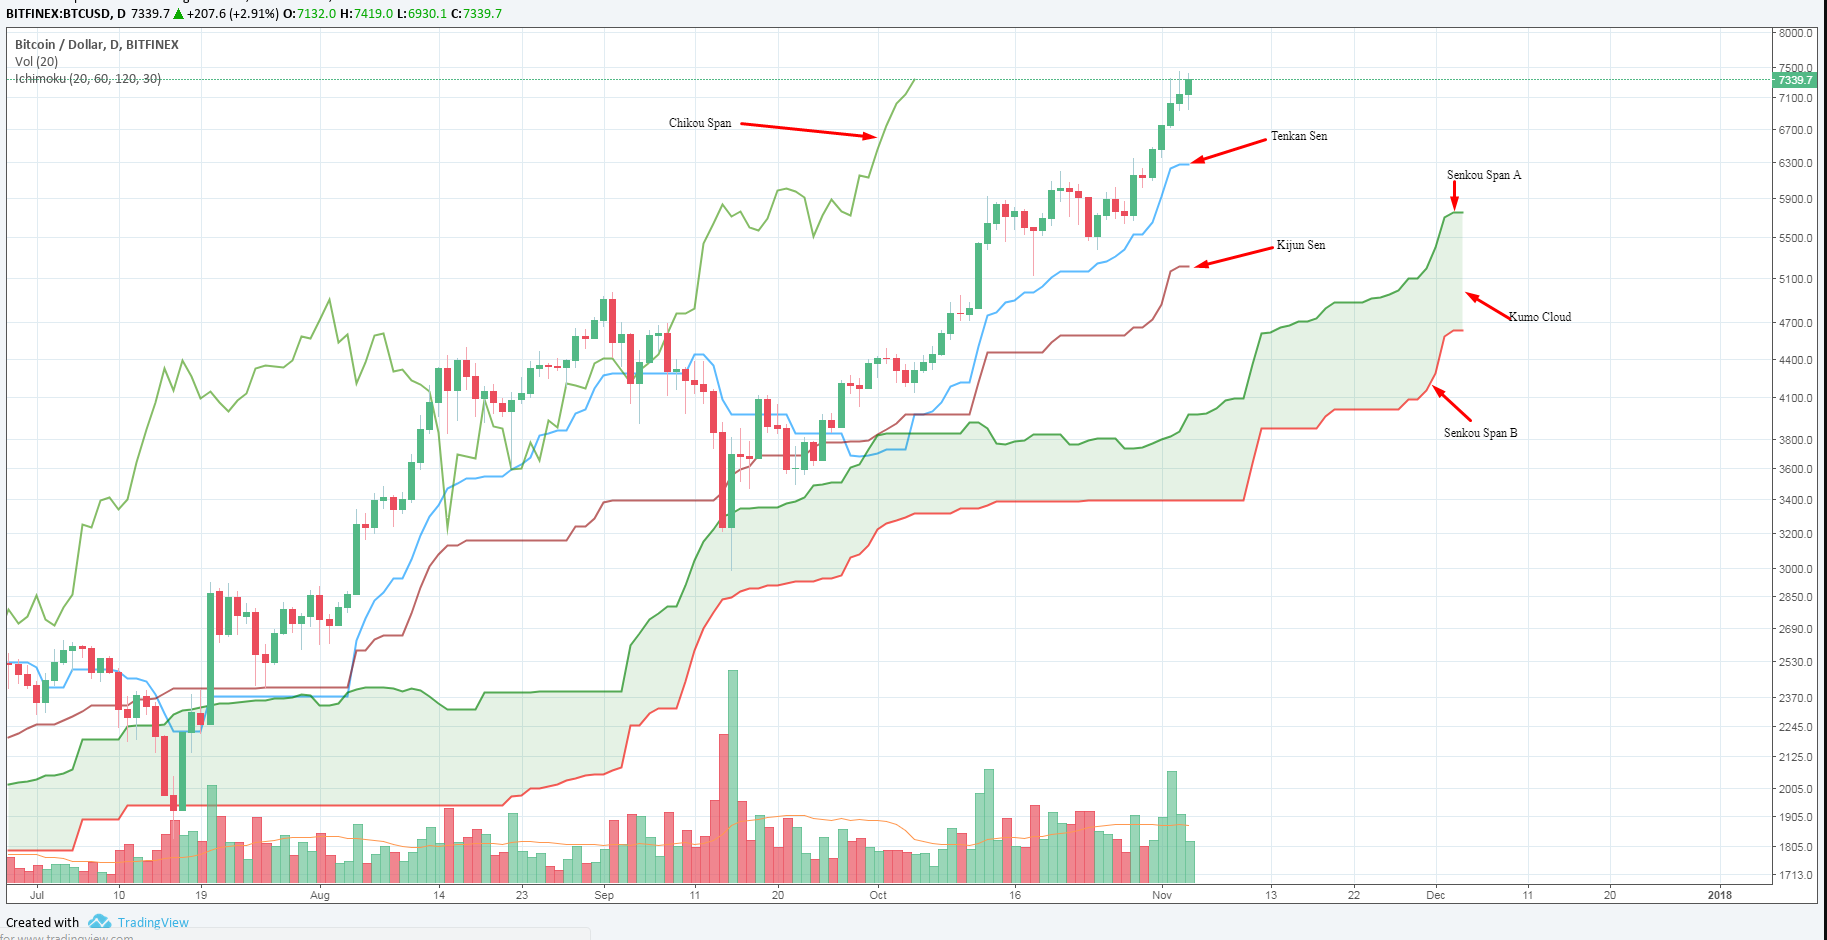 BITFINEX:BTCUSD, D 7339.7 ▲ +207.6 (+2.91%) O:7132.0 H:7419.0 L:6930.1 C:7339.7
Bitcoin / Dollar, D, BITFINEX
Vol (20)
Ichimoku (20, 60, 120, 30)
Chikou Span
Tenkan Sen
Senkou Span A
Kijun Sen
Kumo Cloud
Senkou Span B
8000.0
7500.0
7339.7
7100.0
6700.0
6300.0
5900.0
5500.0
5100.0
4700.0
4400.0
4100.0
3800.0
3600.0
3400.0
3200.0
3000.0
2850.0
2690.0
2530.0
2370.0
2245.0
2125.0
2005.0
1905.0
1805.0
1713.0
Jul 10 19 Aug 14 23 Sep 11 20 Oct 16 Nov 13 22 Dec 11 20 2018
Created with TradingView
for www.tradingview.com